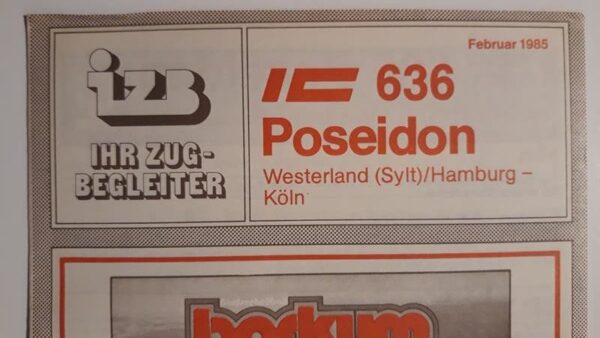 Februar 1985
izb
IHR ZUG-
BEGLEITER
IC 636
Poseidon
Westerland (Sylt)/Hamburg –
Köln
borkum